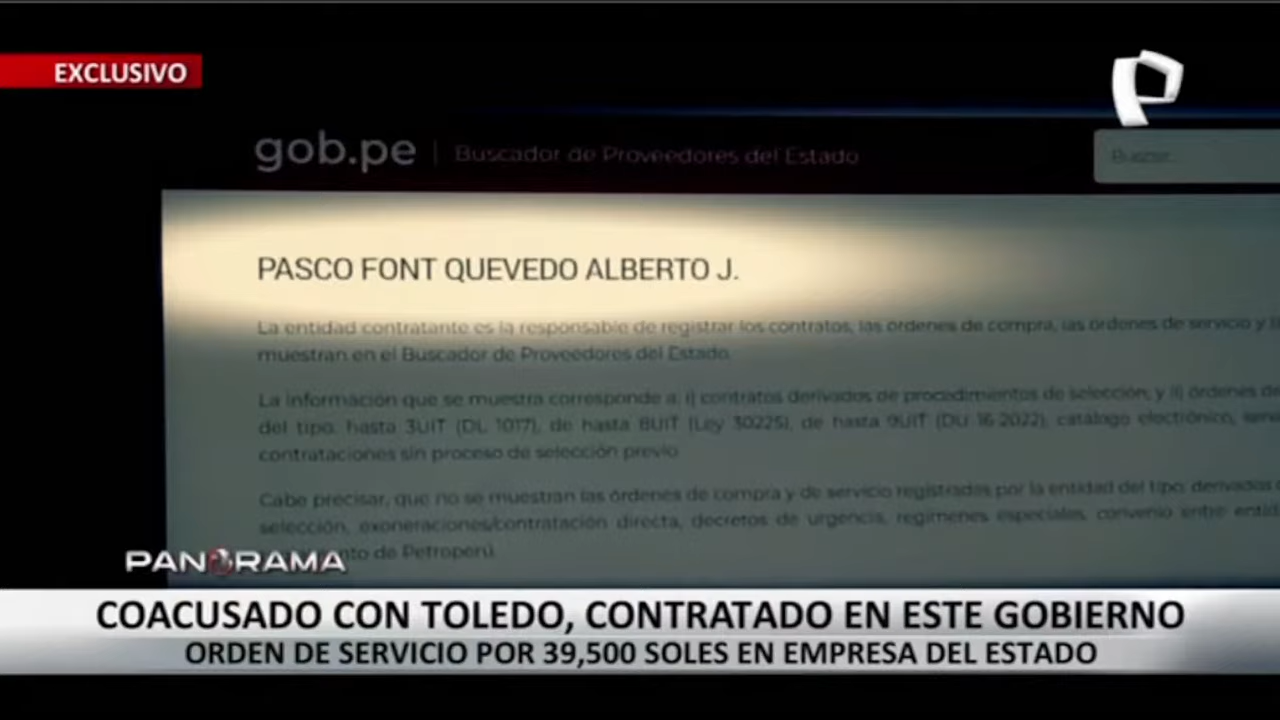 EXCLUSIVO
gob.pe | Buscador de Proveedores del Estado
Buscar
PASCO FONT QUEVEDO ALBERTO J.
La entidad contratante es la responsable de registrar los contratos, las órdenes de compra, las órdenes de servicio y
muestran en el Buscador de Proveedores del Estado.
La información que se muestra corresponde a: i) contratos derivados de procedimientos de selección; y ii) órdenes de
del tipo: hasta 3UIT (DL 1017), de hasta 8UIT (Ley 30225), de hasta 9UIT (DU 16-2022), catálogo electrónico,
contrataciones sin proceso de selección previo
Cabe precisar, que no se muestran las órdenes de compra y de servicio registradas por la entidad del tipo: derivados
selección, exoneraciones/contratación directa, decretos de urgencia, regímenes especiales, convenio entre
de Petroperú.
PANORAMA
COACUSADO CON TOLEDO, CONTRATADO EN ESTE GOBIERNO
ORDEN DE SERVICIO POR 39,500 SOLES EN EMPRESA DEL ESTADO